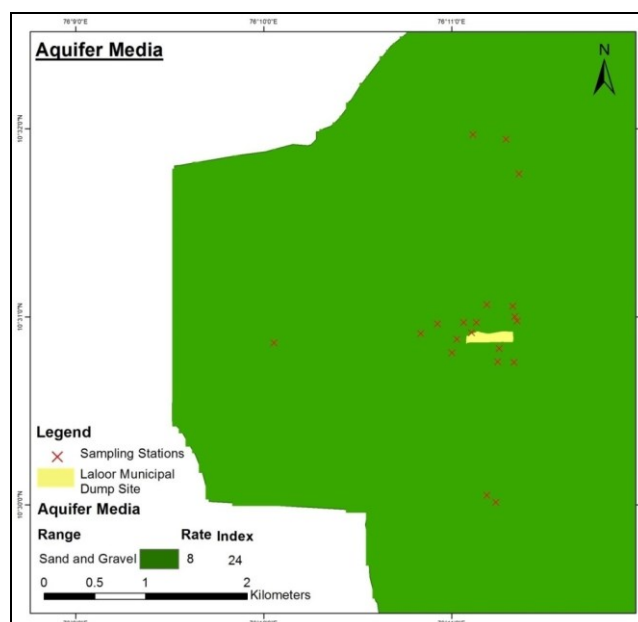 76°9'0"E 76°10'0"E 76°11'0"E
Aquifer Media
N
10°32'0"N
10°31'0"N
10°30'0"N
Legend
Sampling Stations
Laloor Municipal
Dump Site
Aquifer Media
Range Rate Index
Sand and Gravel 8 24
0 0.5 1 2
Kilometers